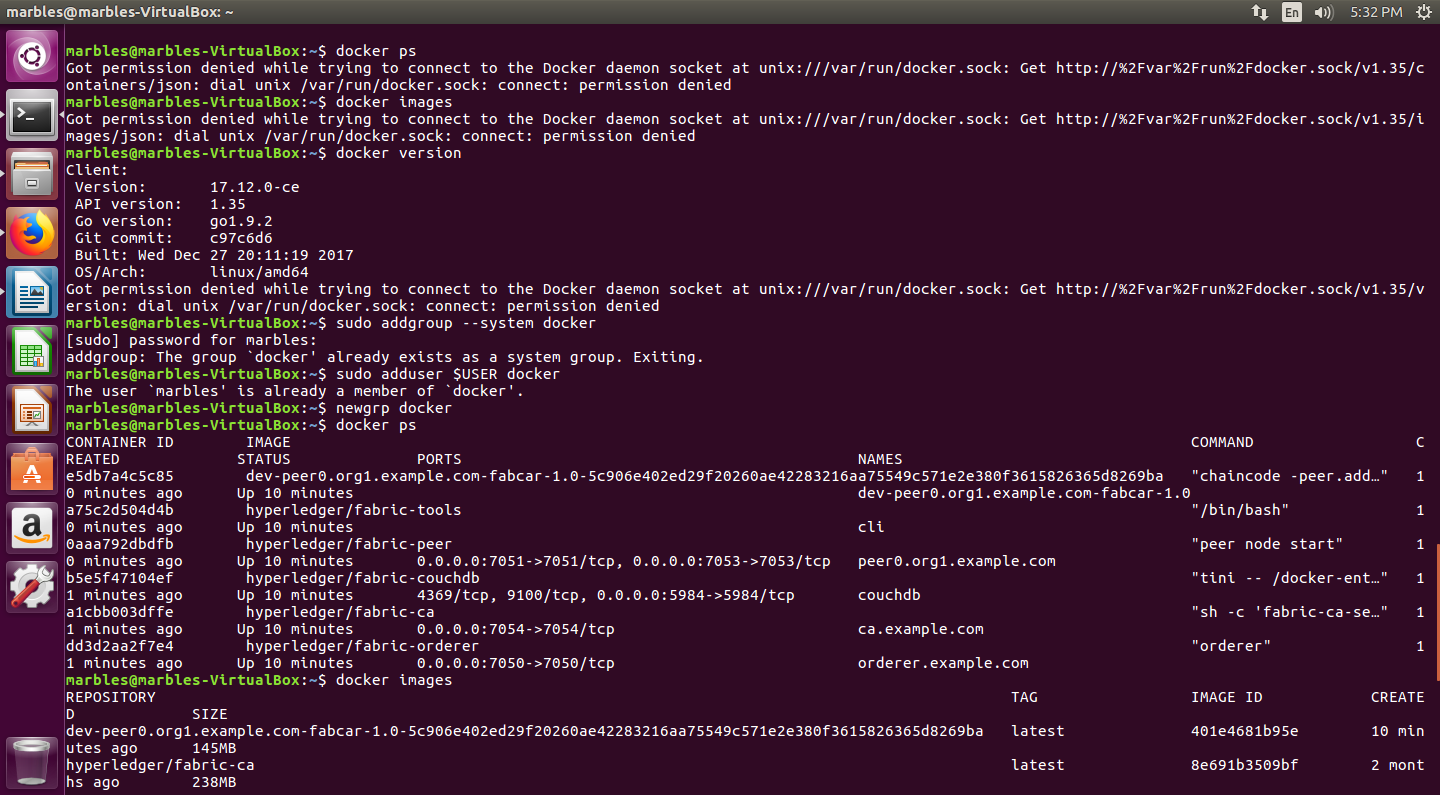 marbles@marbles-VirtualBox: ~
En
5:32 PM
marbles@marbles-VirtualBox:~$ docker ps
Got permission denied while trying to connect to the Docker daemon socket at unix:///var/run/docker.sock: Get http://%2Fvar%2Frun%2Fdocker.sock/v1.35/c
ontainers/json: dial unix /var/run/docker.sock: connect: permission denied
marbles@marbles-VirtualBox:~$ docker images
Got permission denied while trying to connect to the Docker daemon socket at unix:///var/run/docker.sock: Get http://%2Fvar%2Frun%2Fdocker.sock/v1.35/i
mages/json: dial unix /var/run/docker.sock: connect: permission denied
marbles@marbles-VirtualBox:~$ docker version
Client:
 Version:       17.12.0-ce
 API version:   1.35
 Go version:    go1.9.2
 Git commit:    c97c6d6
 Built: Wed Dec 27 20:11:19 2017
 OS/Arch:       linux/amd64
Got permission denied while trying to connect to the Docker daemon socket at unix:///var/run/docker.sock: Get http://%2Fvar%2Frun%2Fdocker.sock/v1.35/v
ersion: dial unix /var/run/docker.sock: connect: permission denied
marbles@marbles-VirtualBox:~$ sudo addgroup --system docker
[sudo] password for marbles:
addgroup: The group `docker' already exists as a system group. Exiting.
marbles@marbles-VirtualBox:~$ sudo adduser $USER docker
The user `marbles' is already a member of `docker'.
marbles@marbles-VirtualBox:~$ newgrp docker
marbles@marbles-VirtualBox:~$ docker ps
CONTAINER ID        IMAGE                                                                                                    COMMAND                  C
REATED             STATUS              PORTS                                            NAMES
e5db7a4c5c85        dev-peer0.org1.example.com-fabcar-1.0-5c906e402ed29f20260ae42283216aa75549c571e2e380f3615826365d8269ba   "chaincode -peer.add…"   1
0 minutes ago      Up 10 minutes                                                        dev-peer0.org1.example.com-fabcar-1.0
a75c2d504d4b        hyperledger/fabric-tools                                                                                 "/bin/bash"              1
0 minutes ago      Up 10 minutes                                                        cli
0aaa792dbdfb        hyperledger/fabric-peer                                                                                  "peer node start"        1
0 minutes ago      Up 10 minutes       0.0.0.0:7051->7051/tcp, 0.0.0.0:7053->7053/tcp   peer0.org1.example.com
b5e5f47104ef        hyperledger/fabric-couchdb                                                                               "tini -- /docker-ent…"   1
1 minutes ago      Up 10 minutes       4369/tcp, 9100/tcp, 0.0.0.0:5984->5984/tcp       couchdb
a1cbb003dffe        hyperledger/fabric-ca                                                                                    "sh -c 'fabric-ca-se…"   1
1 minutes ago      Up 10 minutes       0.0.0.0:7054->7054/tcp                           ca.example.com
dd3d2aa2f7e4        hyperledger/fabric-orderer                                                                               "orderer"                1
1 minutes ago      Up 10 minutes       0.0.0.0:7050->7050/tcp                           orderer.example.com
marbles@marbles-VirtualBox:~$ docker images
REPOSITORY                                                                                               TAG                 IMAGE ID            CREATE
D             SIZE
dev-peer0.org1.example.com-fabcar-1.0-5c906e402ed29f20260ae42283216aa75549c571e2e380f3615826365d8269ba   latest              401e4681b95e        10 min
utes ago      145MB
hyperledger/fabric-ca                                                                                    latest              8e691b3509bf        2 mont
hs ago        238MB